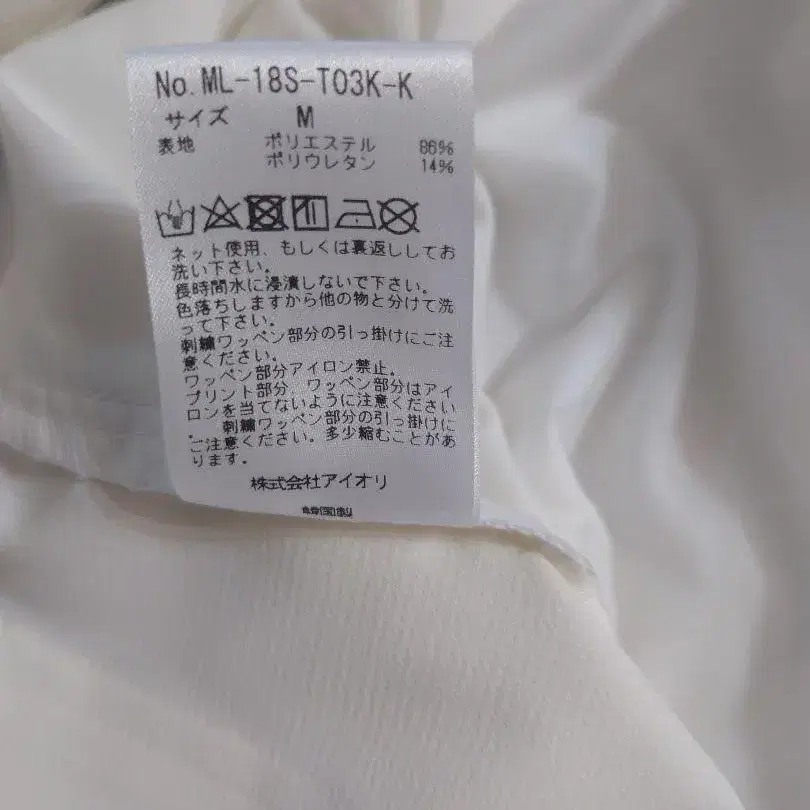 No.ML-18S-T03K-K
サイズ M
表地 ポリエステル 86%
ポリウレタン 14%
ネット使用、もしくは裏返ししてお
洗い下さい。
長時間水に浸漬しないで下さい。
色落ちしますから他の物と分けて洗
って下さい。
刺繍ワッペン部分の引っ掛けにご注
意ください。
ワッペン部分アイロン禁止。
プリント部分 ワッペン部分はアイ
ロンを当てないように注意ください
。 刺繍ワッペン部分の引っ掛けに
ご注意ください。多少縮むことがあ
ります。
株式会社アイオリ
韓国製